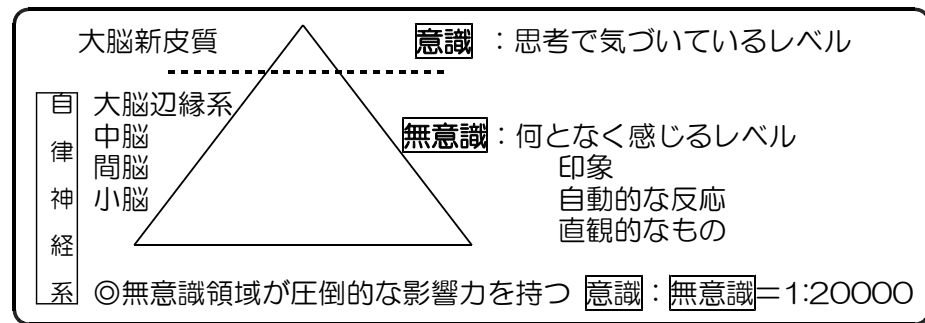 大脳新皮質 意識 ：思考で気づいているレベル
自律神経系
大脳辺縁系
中脳
間脳
小脳
無意識：何となく感じるレベル
印象
自動的な反応
直観的なもの
◎無意識領域が圧倒的な影響力を持つ 意識：無意識＝1:20000